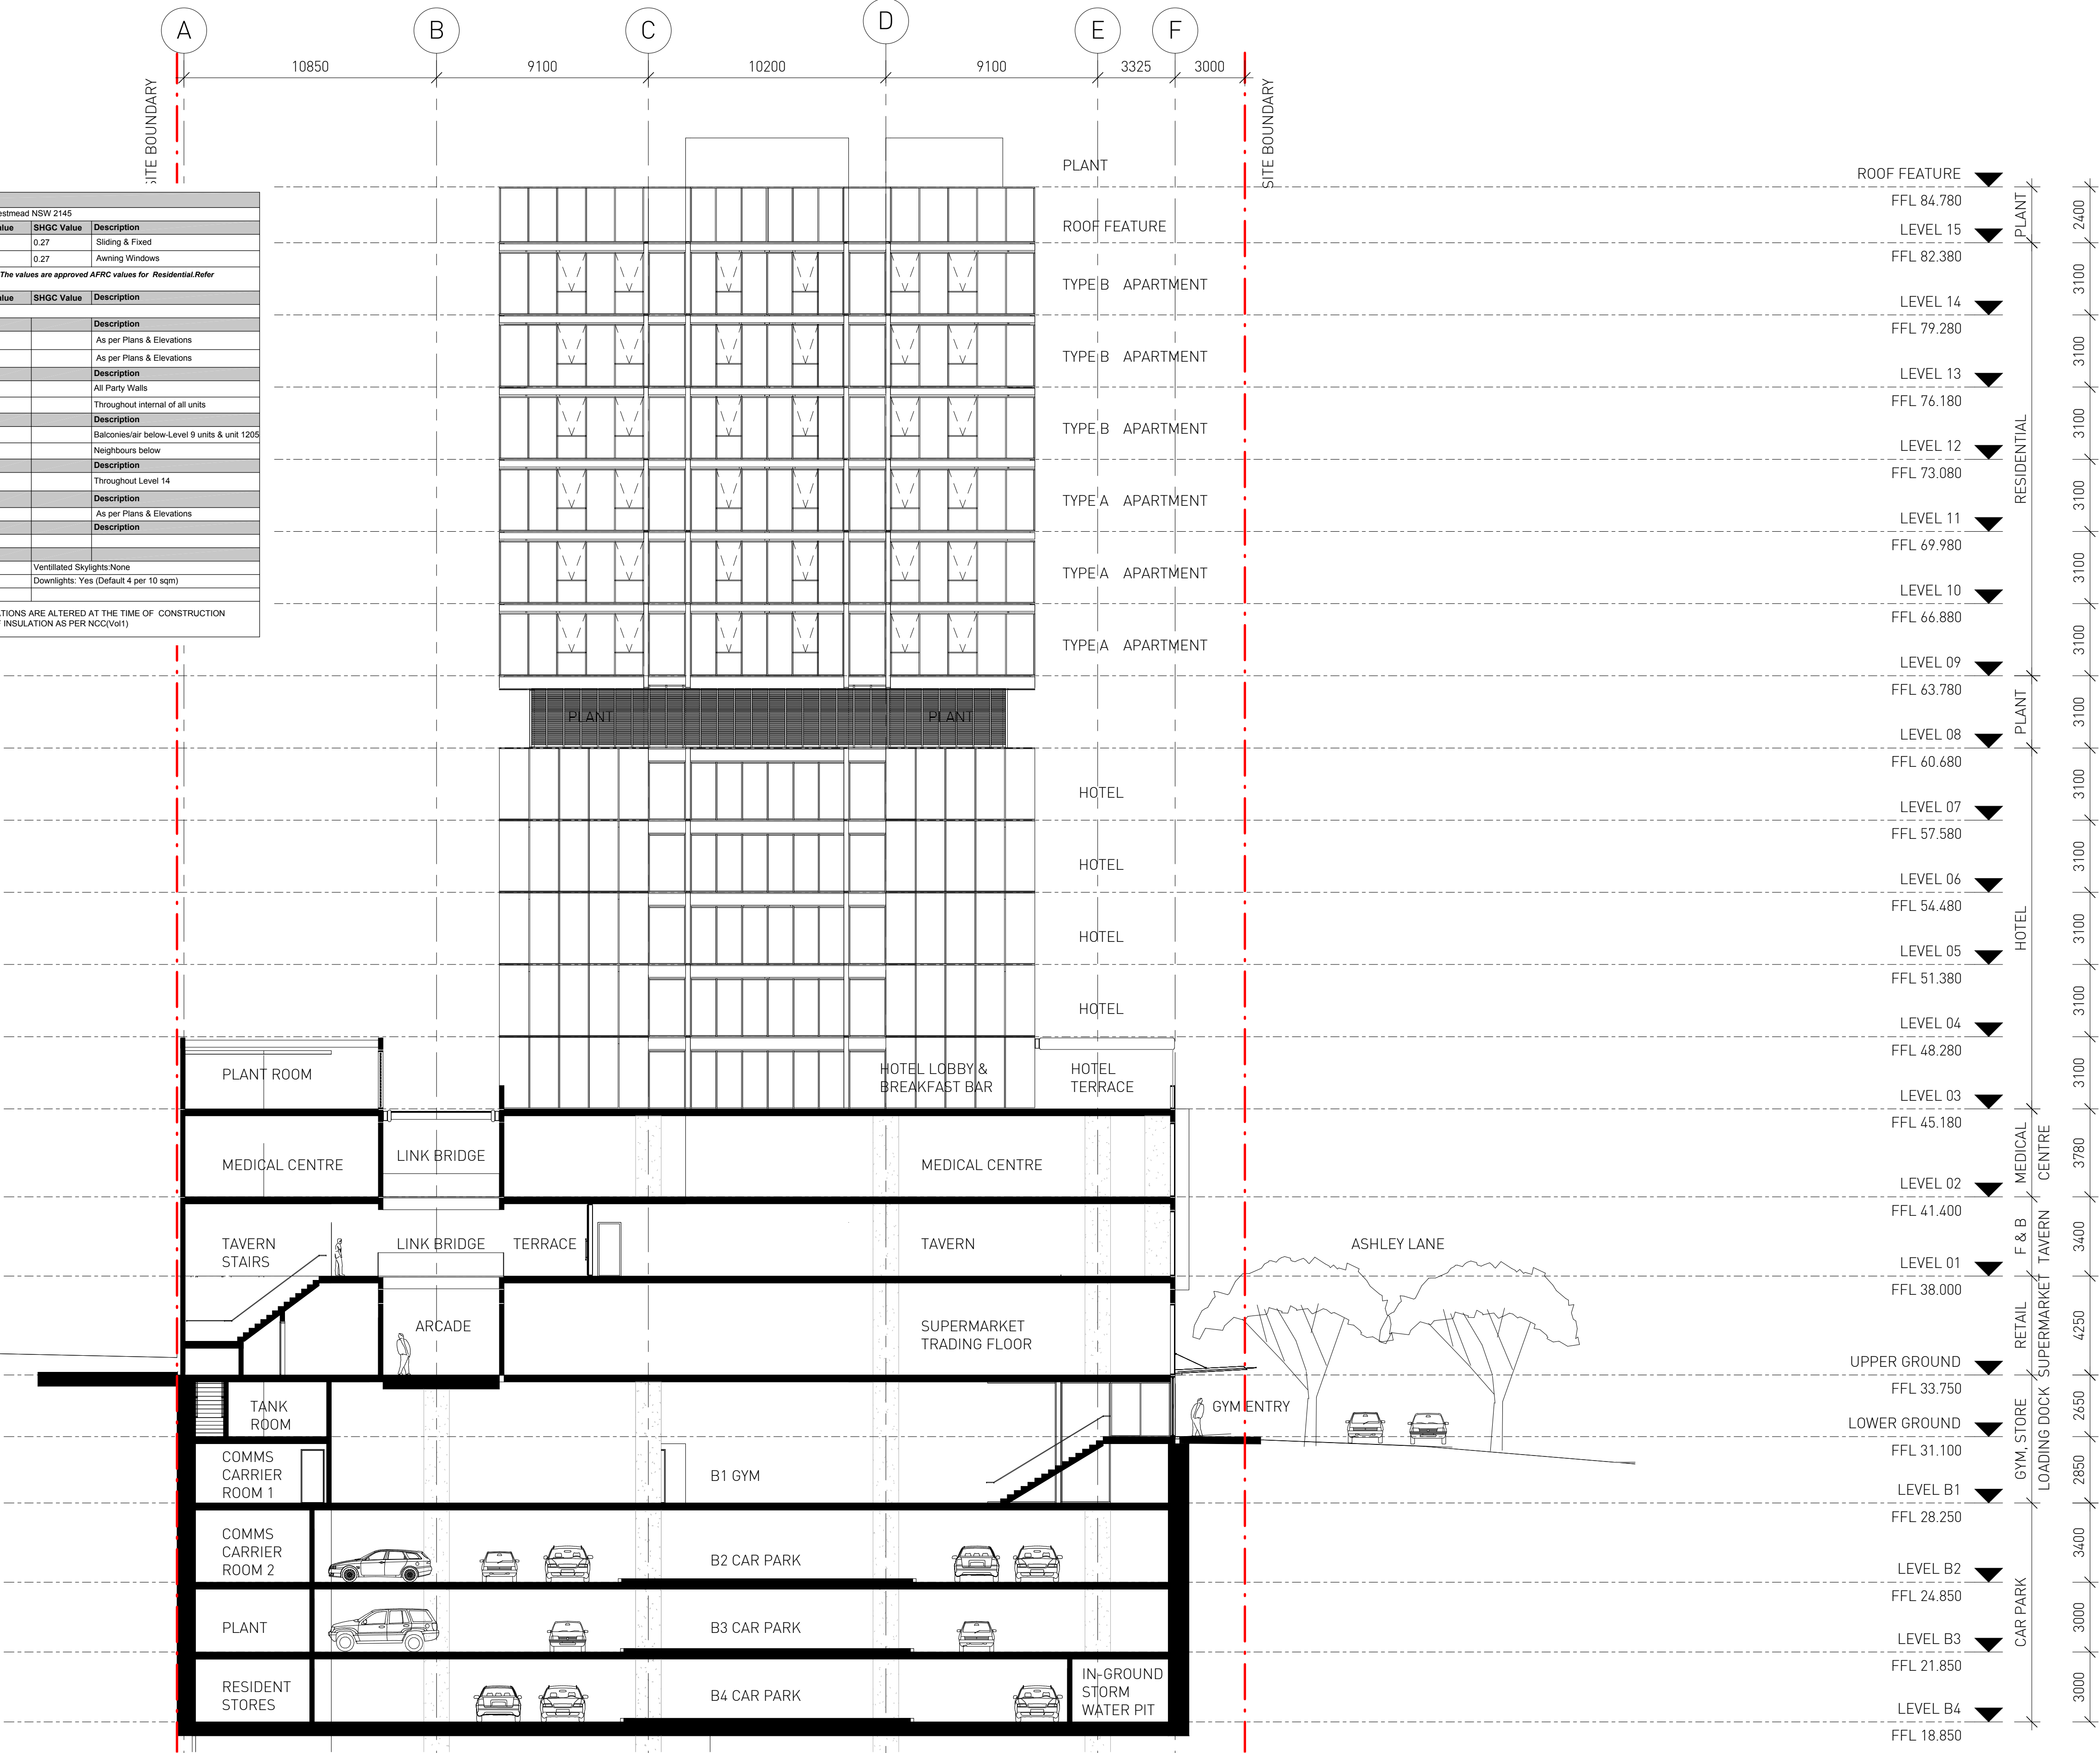 A
B
C
D
E
F
10850
9100
10200
9100
3325
3000
SITE BOUNDARY
SITE BOUNDARY
estmead NSW 2145
alue SHGC Value Description
0.27 Sliding & Fixed
0.27 Awning Windows
The values are approved AFRC values for Residential.Refer
alue SHGC Value Description
Description
As per Plans & Elevations
As per Plans & Elevations
Description
All Party Walls
Throughout internal of all units
Description
Balconies/air below-Level 9 units & unit 1205
Neighbours below
Description
Throughout Level 14
Description
As per Plans & Elevations
Description
Ventillated Skylights:None
Downlights: Yes (Default 4 per 10 sqm)
ATIONS ARE ALTERED AT THE TIME OF CONSTRUCTION
F INSULATION AS PER NCC(Vol1)
PLANT
ROOF FEATURE
TYPE B APARTMENT
TYPE B APARTMENT
TYPE B APARTMENT
TYPE A APARTMENT
TYPE A APARTMENT
TYPE A APARTMENT
PLANT
PLANT
HOTEL
HOTEL
HOTEL
HOTEL
PLANT ROOM
HOTEL LOBBY &
BREAKFAST BAR
HOTEL
TERRACE
MEDICAL CENTRE
LINK BRIDGE
MEDICAL CENTRE
TAVERN
STAIRS
LINK BRIDGE
TERRACE
TAVERN
ASHLEY LANE
ARCADE
SUPERMARKET
TRADING FLOOR
TANK
ROOM
GYM ENTRY
COMMS
CARRIER
ROOM 1
B1 GYM
COMMS
CARRIER
ROOM 2
B2 CAR PARK
PLANT
B3 CAR PARK
RESIDENT
STORES
B4 CAR PARK
IN-GROUND
STORM
WATER PIT
ROOF FEATURE
FFL 84.780
LEVEL 15
FFL 82.380
LEVEL 14
FFL 79.280
LEVEL 13
FFL 76.180
LEVEL 12
FFL 73.080
LEVEL 11
FFL 69.980
LEVEL 10
FFL 66.880
LEVEL 09
FFL 63.780
LEVEL 08
FFL 60.680
LEVEL 07
FFL 57.580
LEVEL 06
FFL 54.480
LEVEL 05
FFL 51.380
LEVEL 04
FFL 48.280
LEVEL 03
FFL 45.180
LEVEL 02
FFL 41.400
LEVEL 01
FFL 38.000
UPPER GROUND
FFL 33.750
LOWER GROUND
FFL 31.100
LEVEL B1
FFL 28.250
LEVEL B2
FFL 24.850
LEVEL B3
FFL 21.850
LEVEL B4
FFL 18.850
PLANT
RESIDENTIAL
PLANT
HOTEL
MEDICAL
CENTRE
F & B
TAVERN
RETAIL
SUPERMARKET
GYM, STORE
LOADING DOCK
CAR PARK
2400
3100
3100
3100
3100
3100
3100
3100
3100
3100
3100
3100
3100
3780
3400
4250
2650
2850
3400
3000
3000